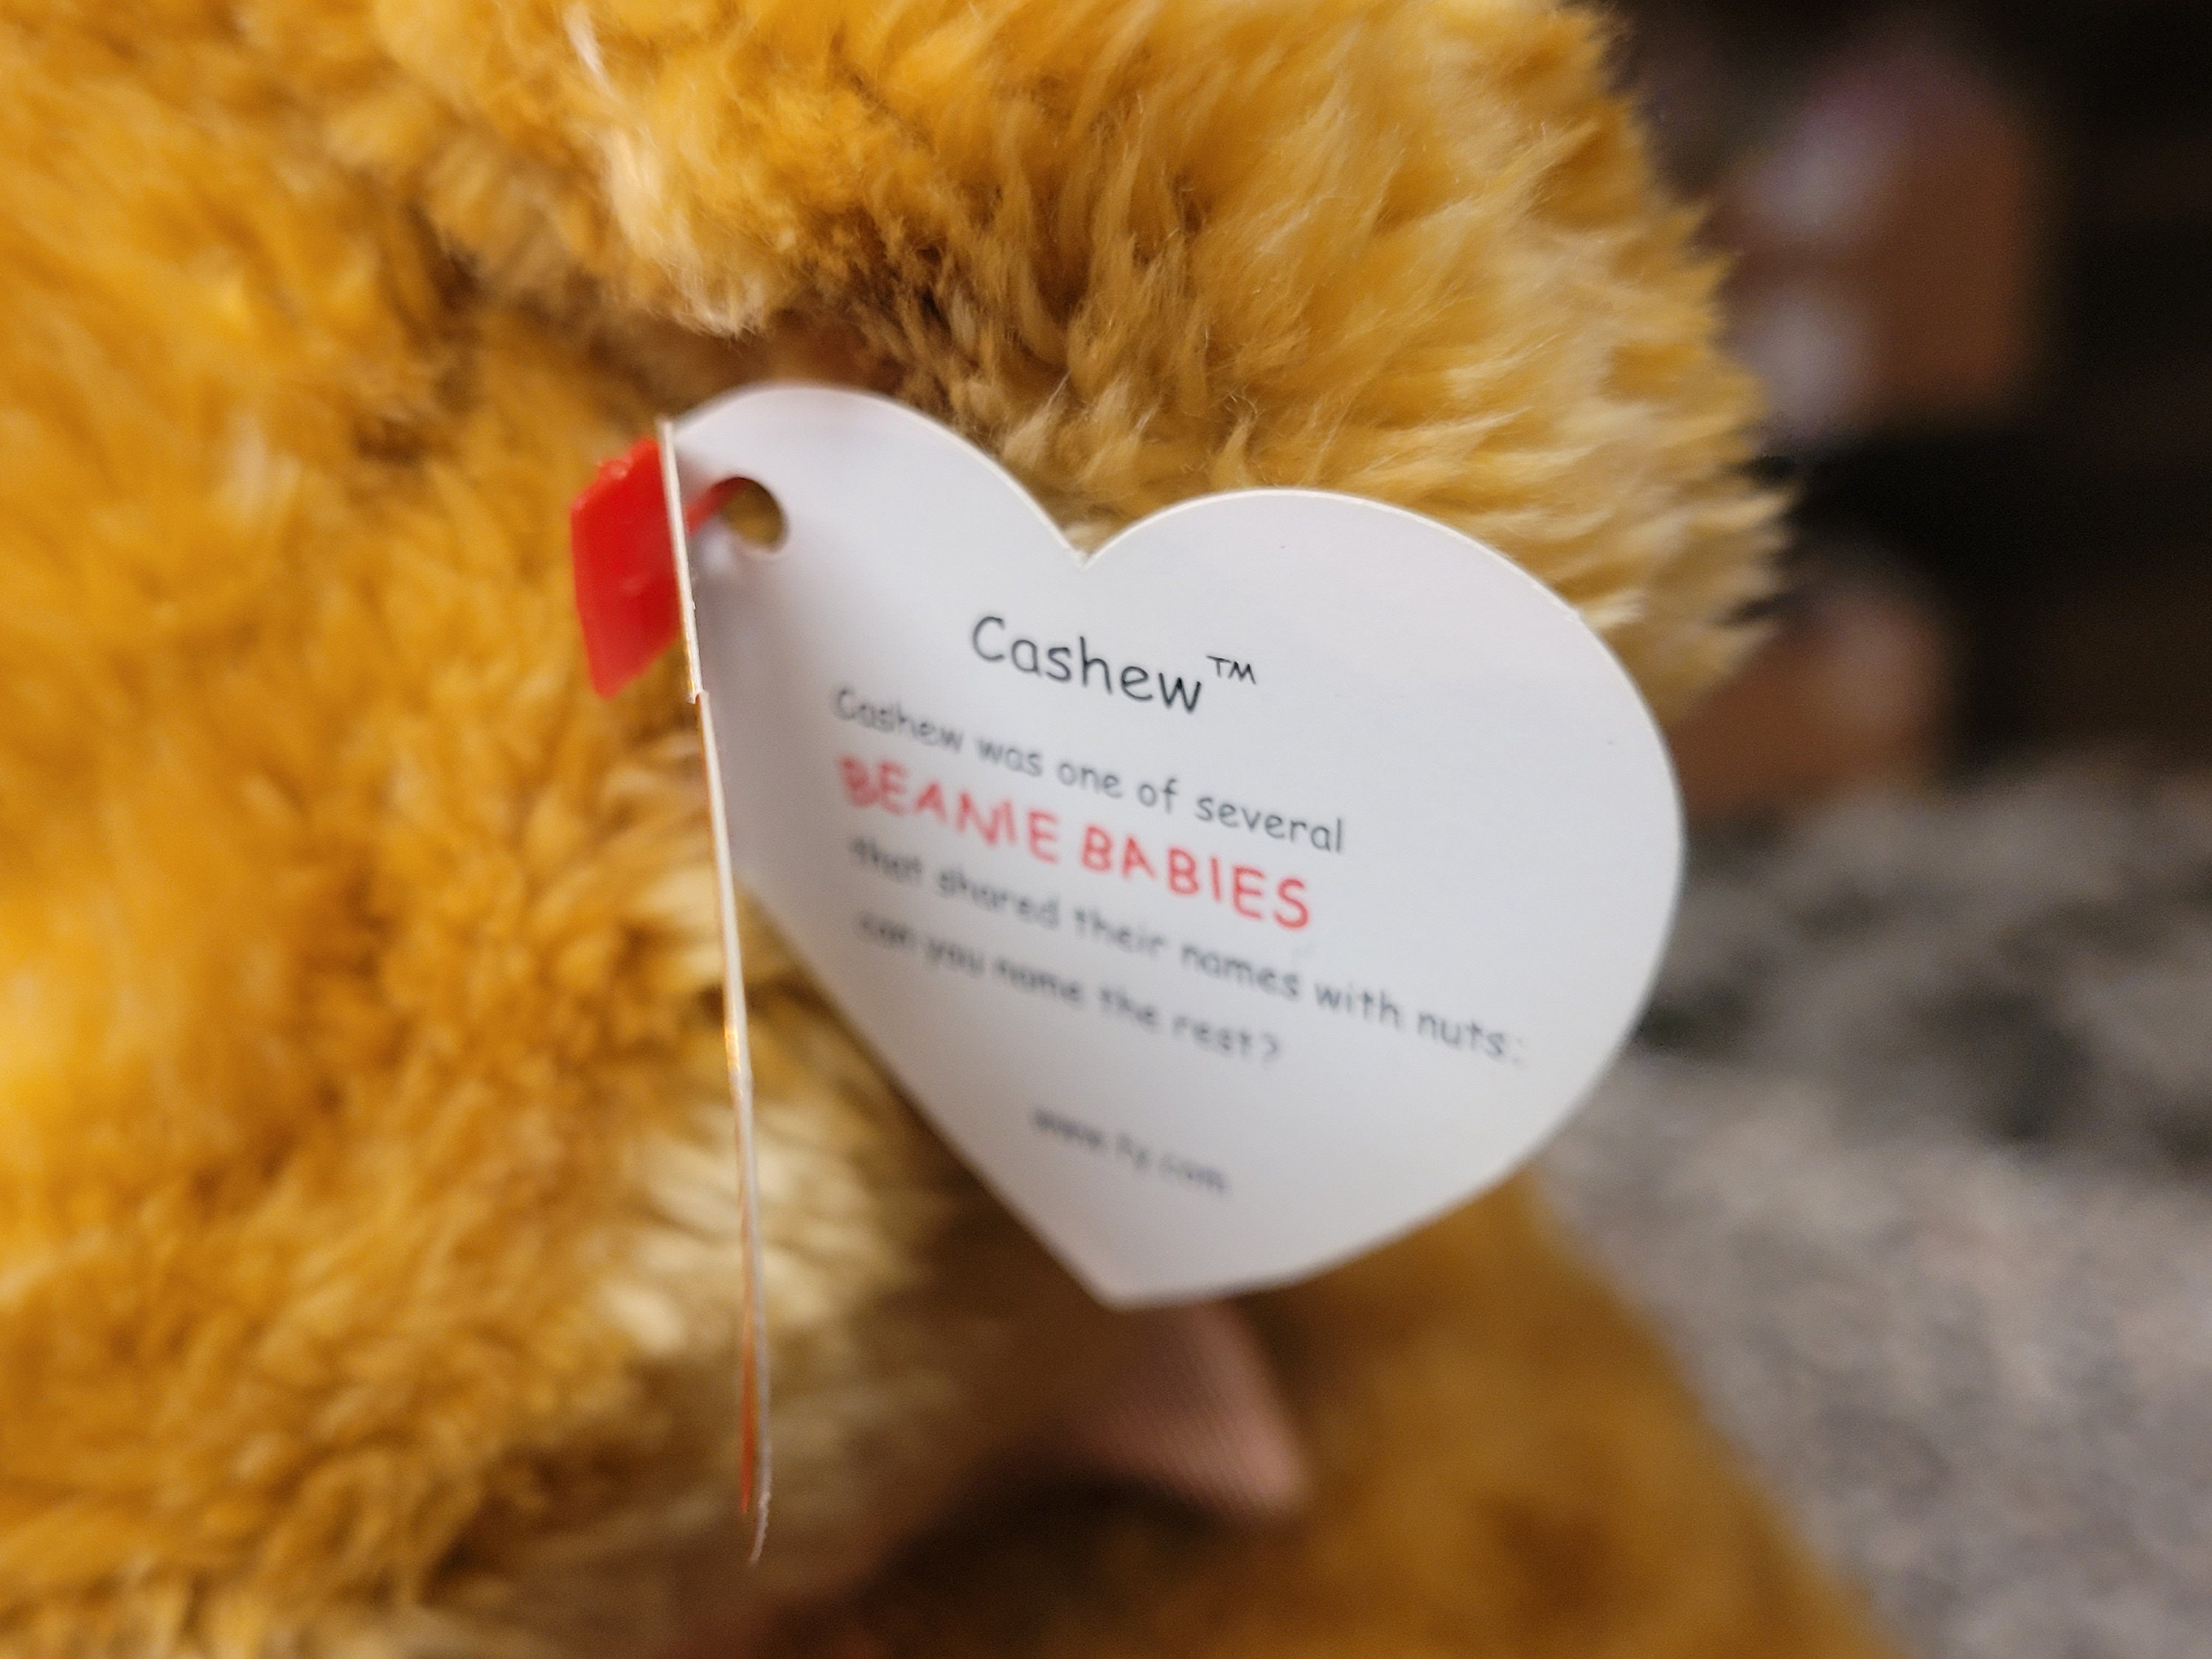 Cashew™
Cashew was one of several
BEANIE BABIES
that shared their names with nuts:
can you name the rest?
www.ty.com